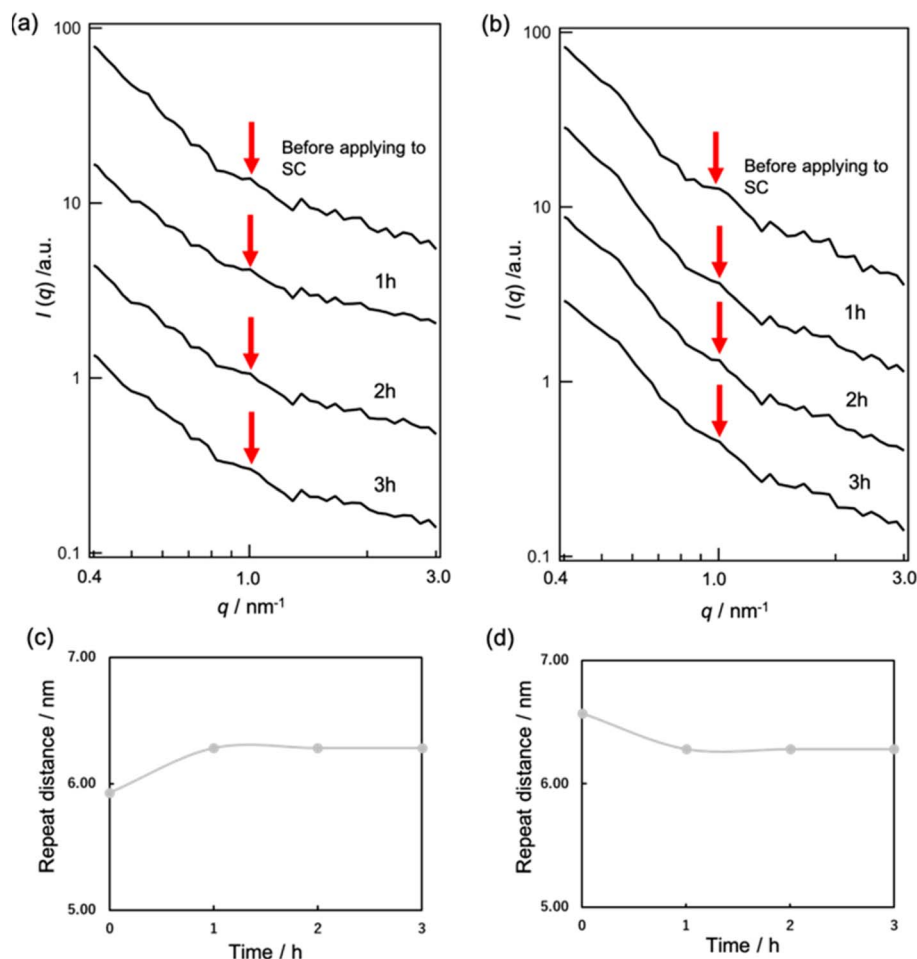 (a)
100
10
1
0.1
I (q) /a.u.
Before applying to
SC
1h
2h
3h
0.4
1.0
3.0
q / nm-1
(b)
100
10
1
0.1
I (q) /a.u.
Before applying to
SC
1h
2h
3h
0.4
1.0
3.0
q / nm-1
(c)
7.00
6.00
5.00
Repeat distance / nm
0
1
2
3
Time / h
(d)
7.00
6.00
5.00
Repeat distance / nm
0
1
2
3
Time / h